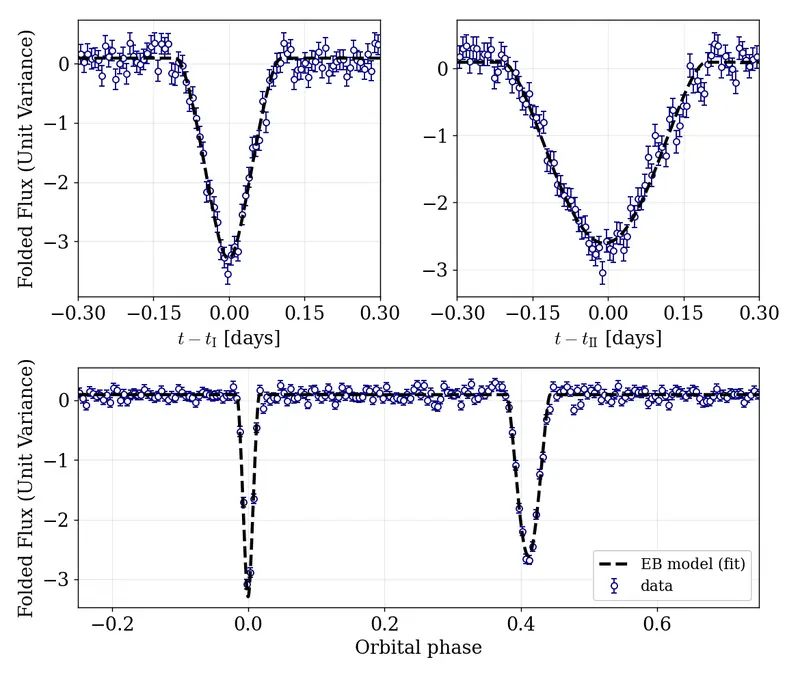 Folded Flux (Unit Variance)
0
−1
−2
−3
−0.30 −0.15 0.00 0.15 0.30
t − t_I [days]
0
−1
−2
−3
−0.30 −0.15 0.00 0.15 0.30
t − t_II [days]
Folded Flux (Unit Variance)
0
−1
−2
−3
−0.2 0.0 0.2 0.4 0.6
Orbital phase
EB model (fit)
data